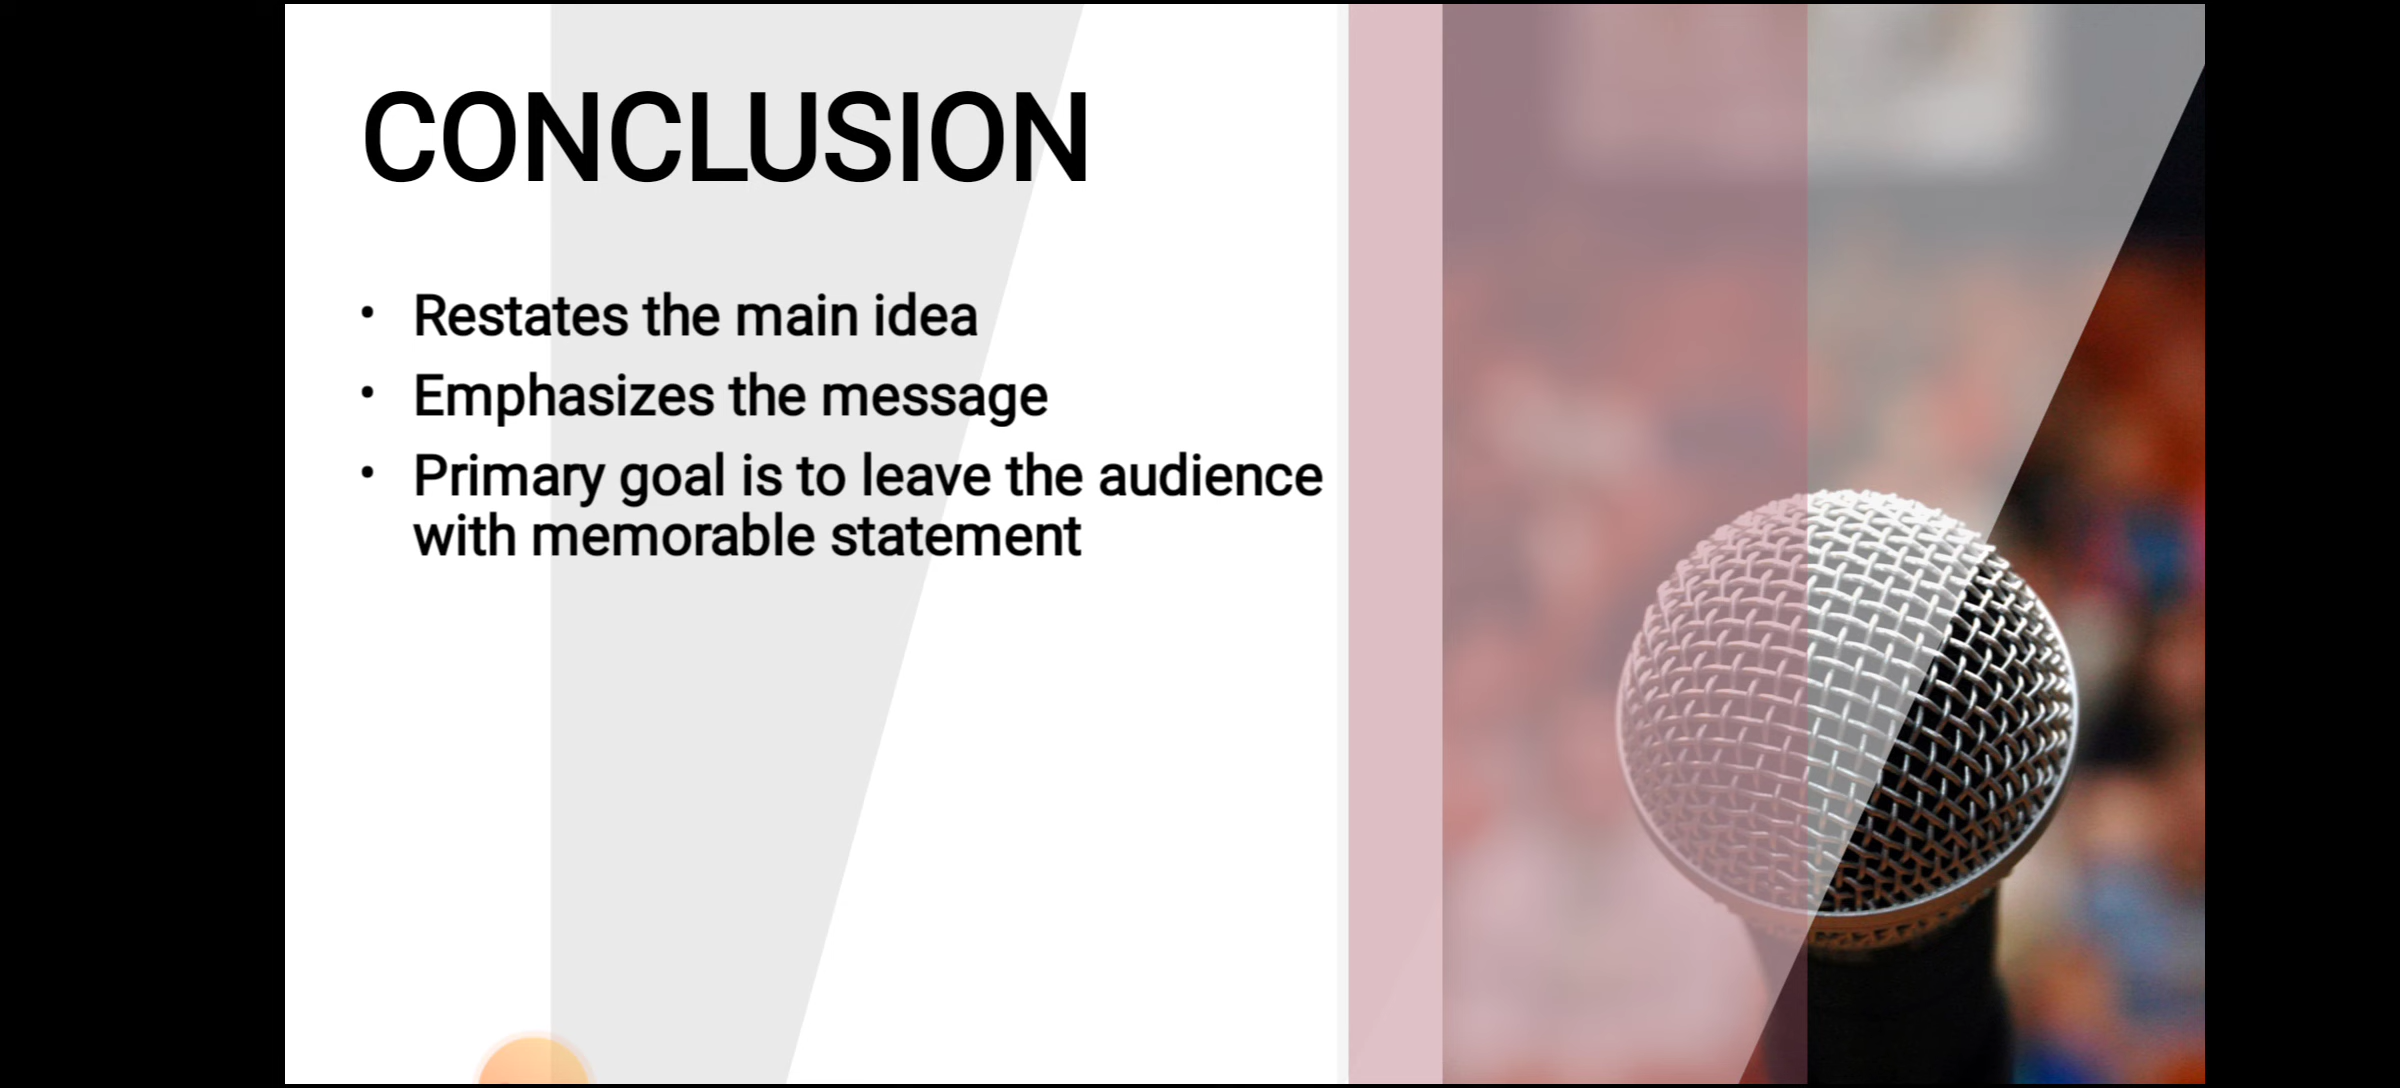 CONCLUSION
• Restates the main idea
• Emphasizes the message
• Primary goal is to leave the audience
with memorable statement